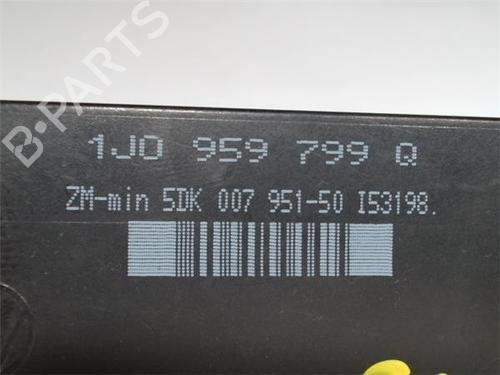 B-PARTS
1J0 959 799 Q
ZM-min 5DK 007 951-50 I53198.